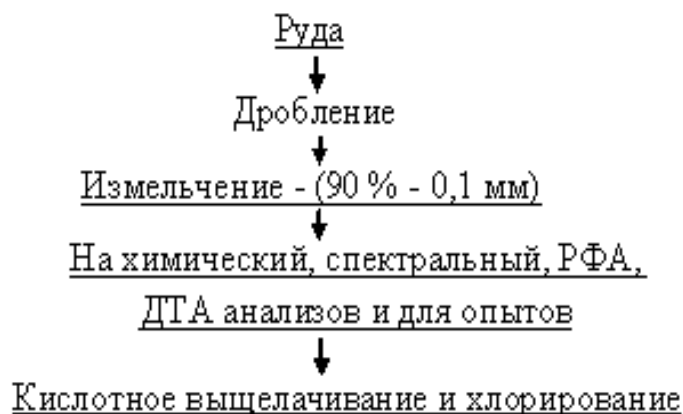 Руда
Дробление
Измельчение - (90 % - 0,1 мм)
На химический, спектральный, РФА,
ДТА анализов и для опытов
Кислотное выщелачивание и хлорирование